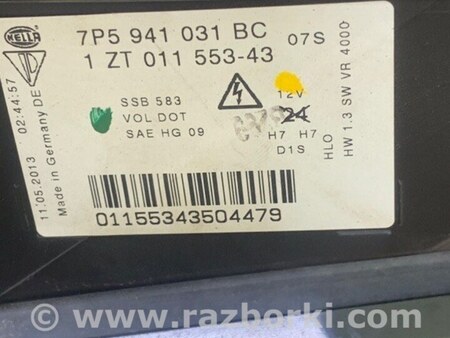 HELLA
7P5 941 031 BC 07S
1 ZT 011 553-43
SSB 583
VOL DOT
SAE HG 09
12V
24
H7 H7
D1S
HLO
HW 1.3 SW VR 4000
11.05.2013 02:44:57
Made in Germany DE
01155343504479
© www.razborki.com